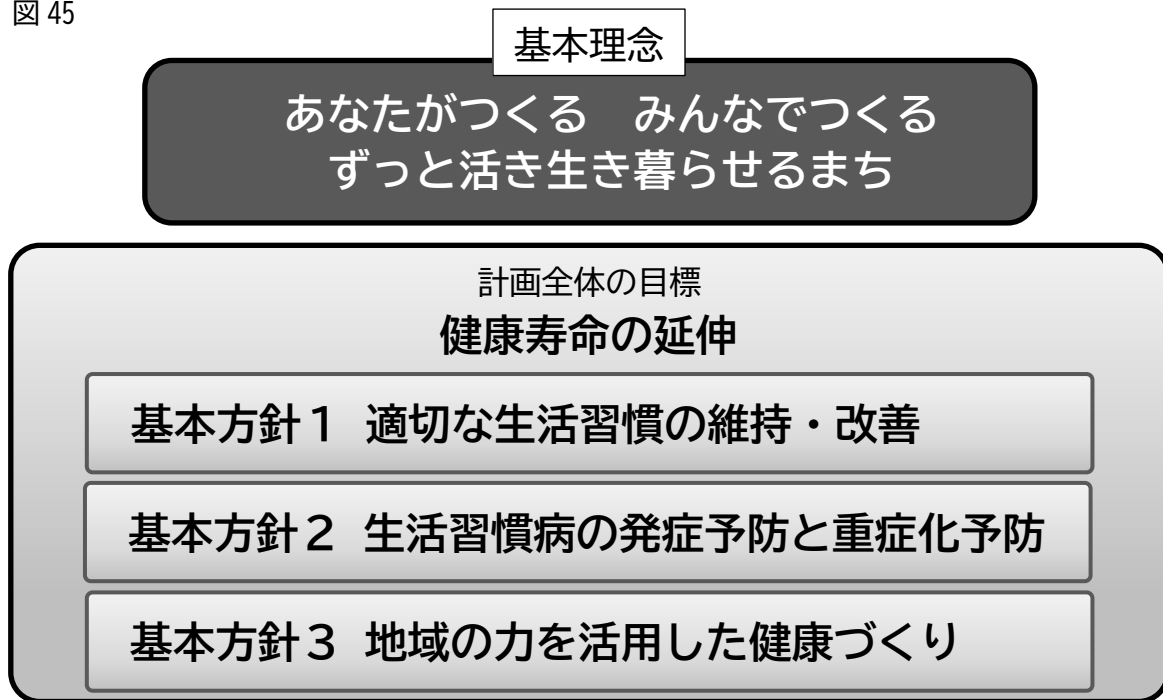 図 45
基本理念
あなたがつくる　みんなでつくる
ずっと活き生き暮らせるまち
計画全体の目標
健康寿命の延伸
基本方針１　適切な生活習慣の維持・改善
基本方針２　生活習慣病の発症予防と重症化予防
基本方針３　地域の力を活用した健康づくり